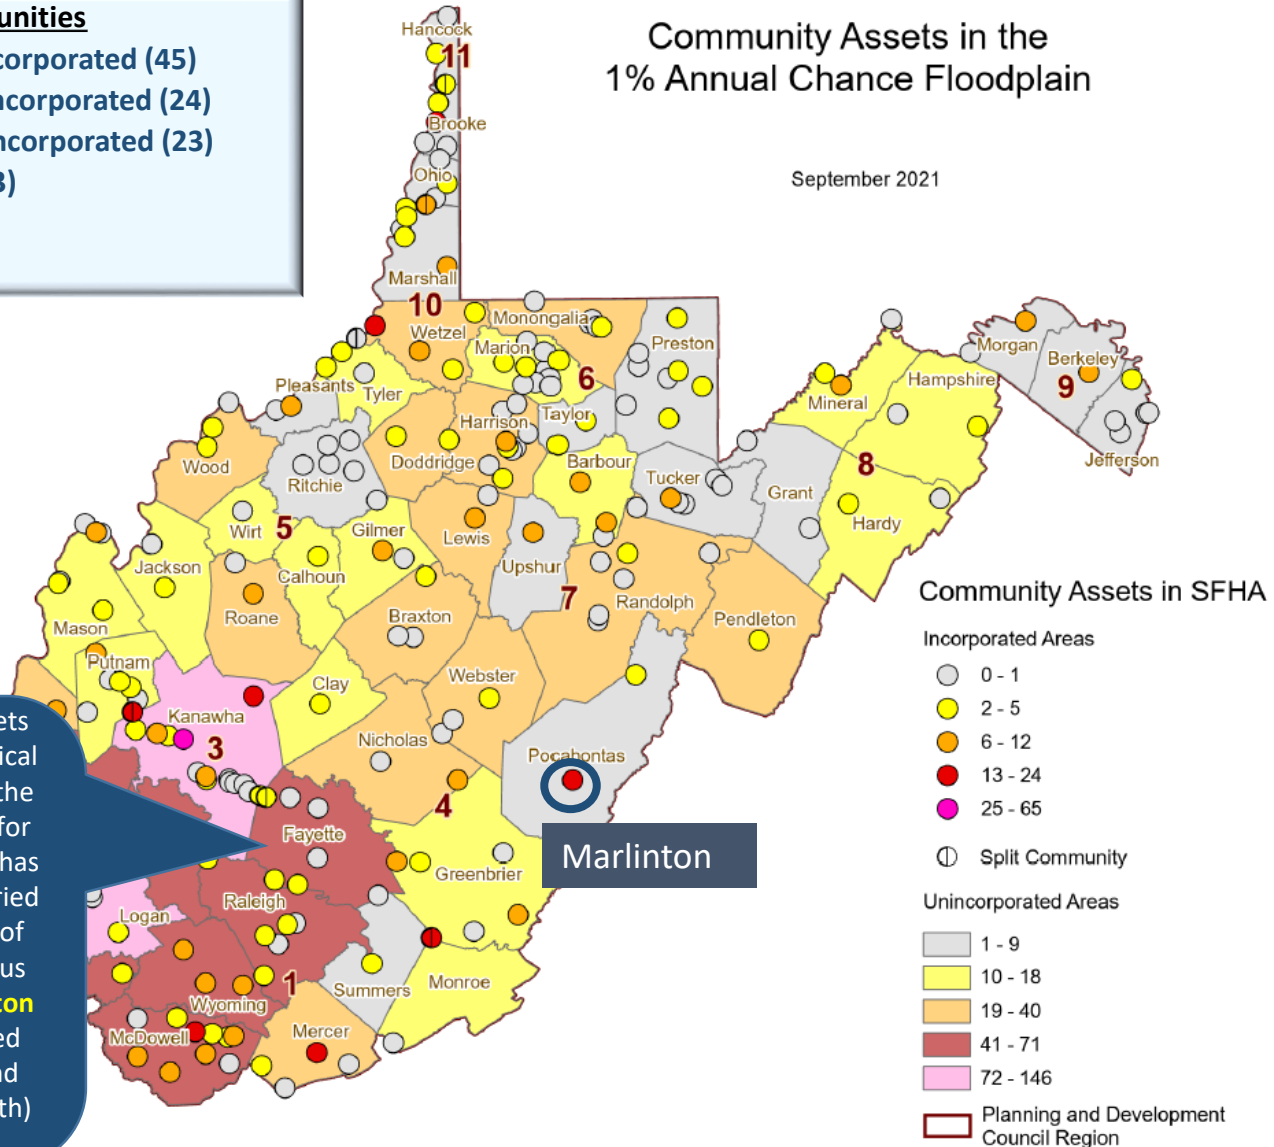 unities
corporated (45)
ncorporated (24)
ncorporated (23)
3)
Community Assets in the
1% Annual Chance Floodplain
September 2021
Hancock
11
Brooke
Ohio
Marshall
10
Wetzel
Monongalia
Preston
Marion
6
Pleasants
Tyler
Taylor
Harrison
Doddridge
Wood
Ritchie
Barbour
Tucker
Grant
Morgan
Berkeley
9
Jefferson
Hampshire
Mineral
8
Hardy
Wirt
5
Gilmer
Lewis
Upshur
Jackson
Calhoun
Roane
7
Randolph
Pendleton
Braxton
Mason
Putnam
Clay
Webster
Kanawha
3
Nicholas
Pocahontas
4
Marlinton
Fayette
Greenbrier
Raleigh
Logan
1
Summers
Monroe
Wyoming
McDowell
Mercer
ets
ical
the
for
has
ried
of
us
ton
ed
nd
th)
Community Assets in SFHA
Incorporated Areas
0 - 1
2 - 5
6 - 12
13 - 24
25 - 65
Split Community
Unincorporated Areas
1 - 9
10 - 18
19 - 40
41 - 71
72 - 146
Planning and Development
Council Region